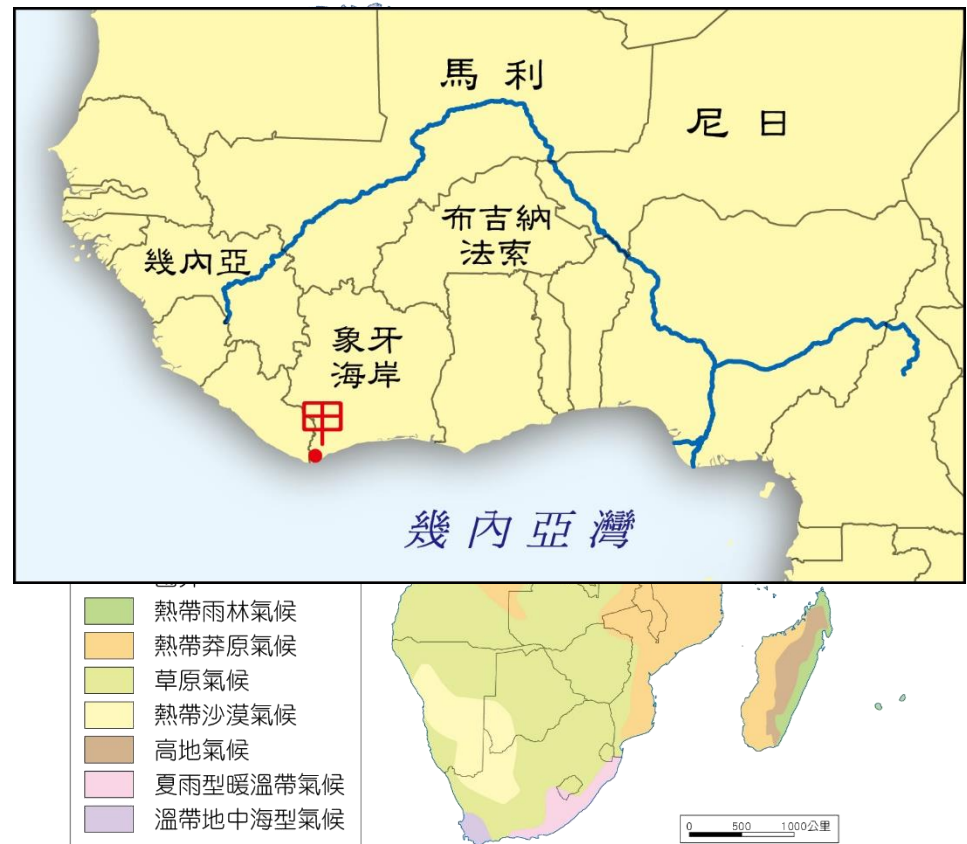 馬利
尼日
布吉納
法索
幾內亞
象牙
海岸
甲
幾內亞灣
熱帶雨林氣候
熱帶莽原氣候
草原氣候
熱帶沙漠氣候
高地氣候
夏雨型暖溫帶氣候
溫帶地中海型氣候
0 500 1000公里